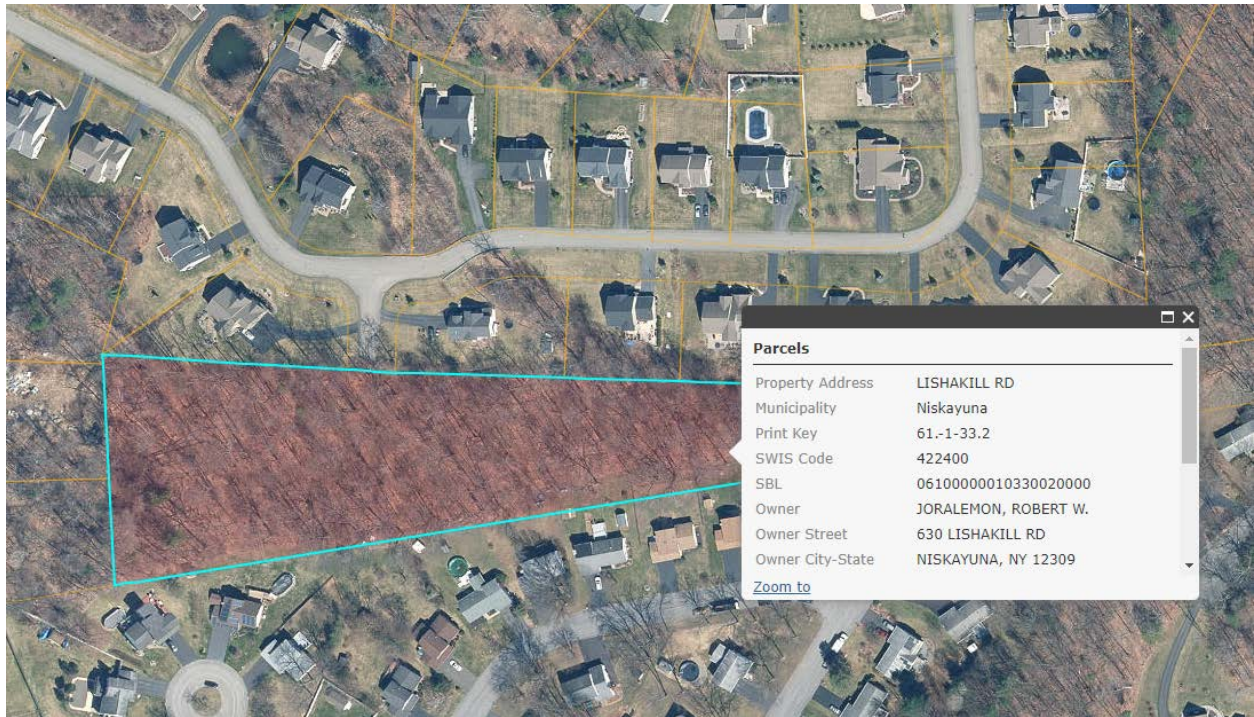 Parcels
Property Address LISHAKILL RD
Municipality Niskayuna
Print Key 61.-1-33.2
SWIS Code 422400
SBL 06100000010330020000
Owner JORALEMON, ROBERT W.
Owner Street 630 LISHAKILL RD
Owner City-State NISKAYUNA, NY 12309
Zoom to